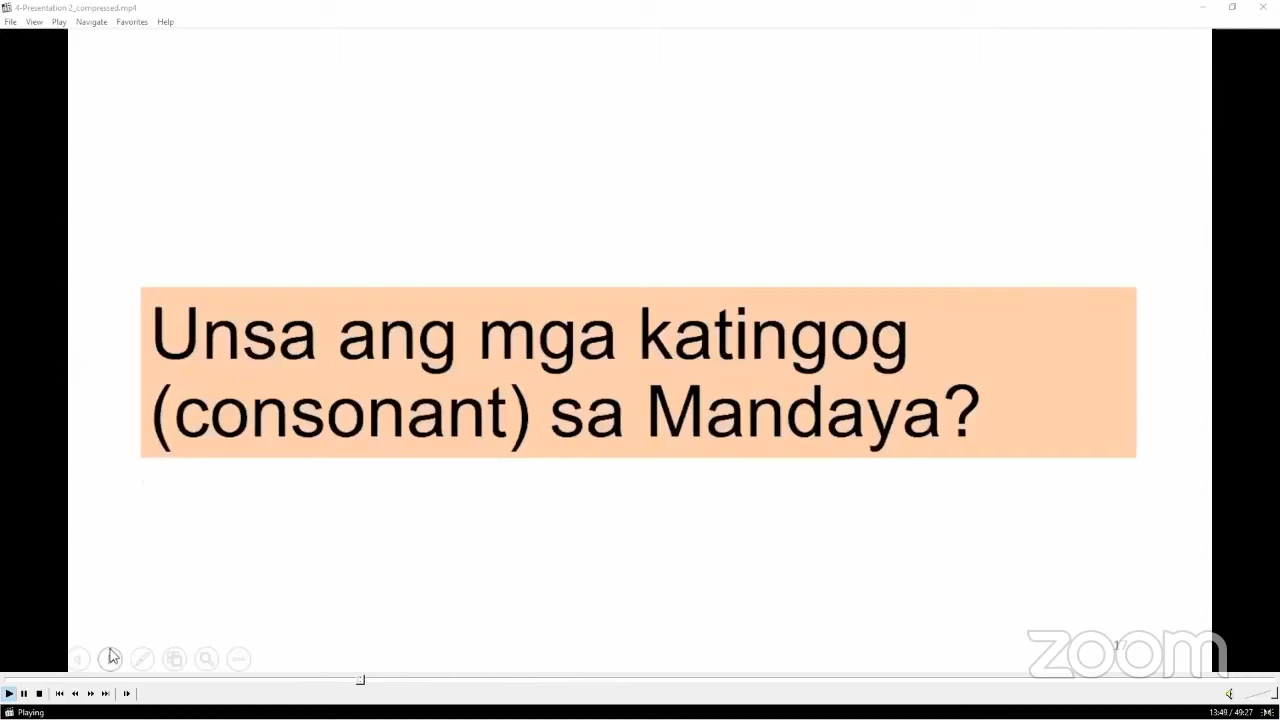 4-Presentation 2_compressed.mp4
File View Play Navigate Favorites Help
Unsa ang mga katingog
(consonant) sa Mandaya?
17
zoom
Playing
13:49 / 49:27